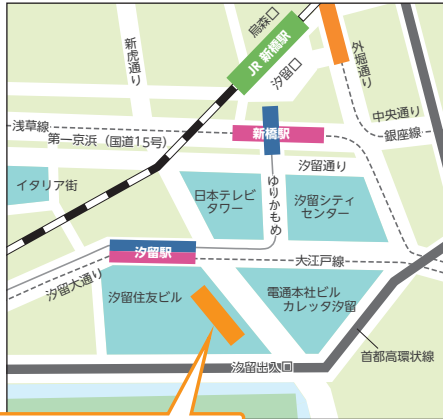 烏森口
JR 新橋駅
汐留口
新虎通り
外堀通り
中央通り
銀座線
浅草線
第一京浜（国道15号）
新橋駅
汐留通り
イタリア街
日本テレビ
タワー
ゆりかもめ
汐留シティ
センター
汐留駅
大江戸線
汐留大通り
汐留住友ビル
電通本社ビル
カレッタ汐留
首都高環状線
汐留出入口